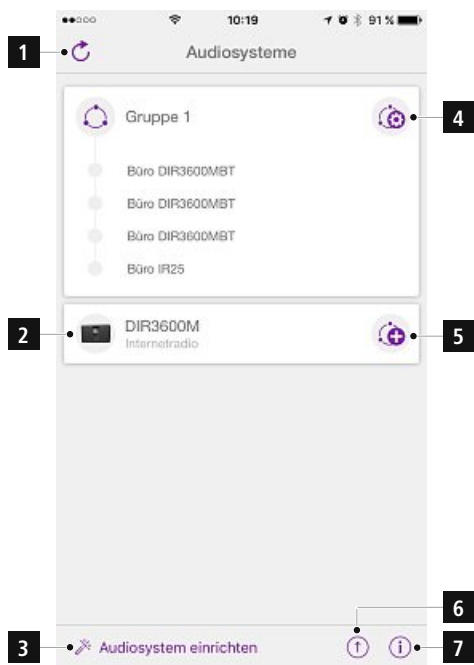 10:19
91 %
1
Audiosysteme
Gruppe 1
4
Büro DIR3600MBT
Büro DIR3600MBT
Büro DIR3600MBT
Büro IR25
2
DIR3600M
Internetradio
5
6
3
Audiosystem einrichten
7